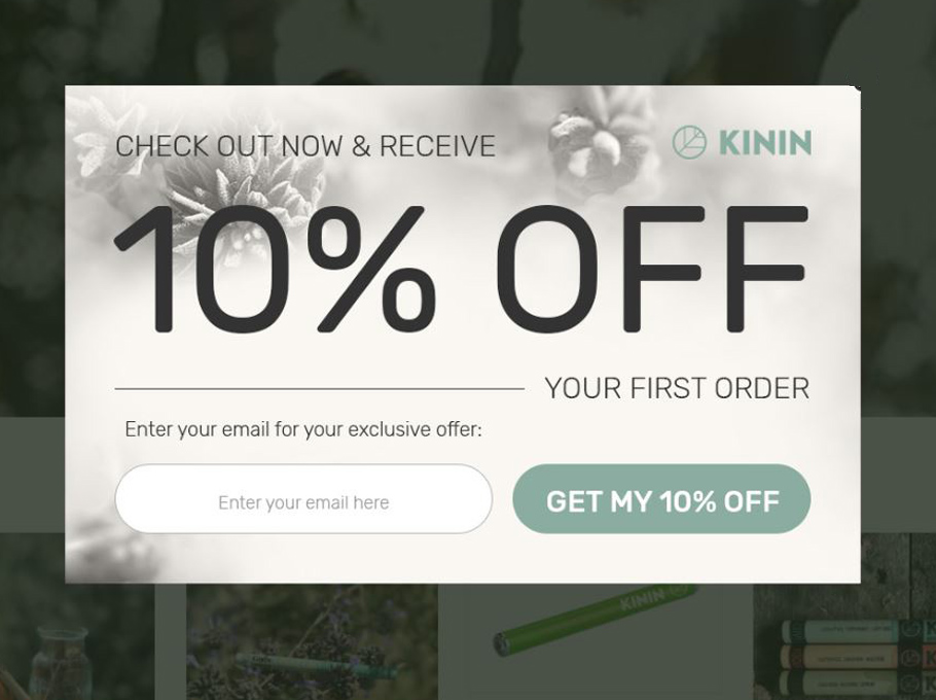 CHECK OUT NOW & RECEIVE
KININ
10% OFF
YOUR FIRST ORDER
Enter your email for your exclusive offer:
Enter your email here
GET MY 10% OFF
KININ